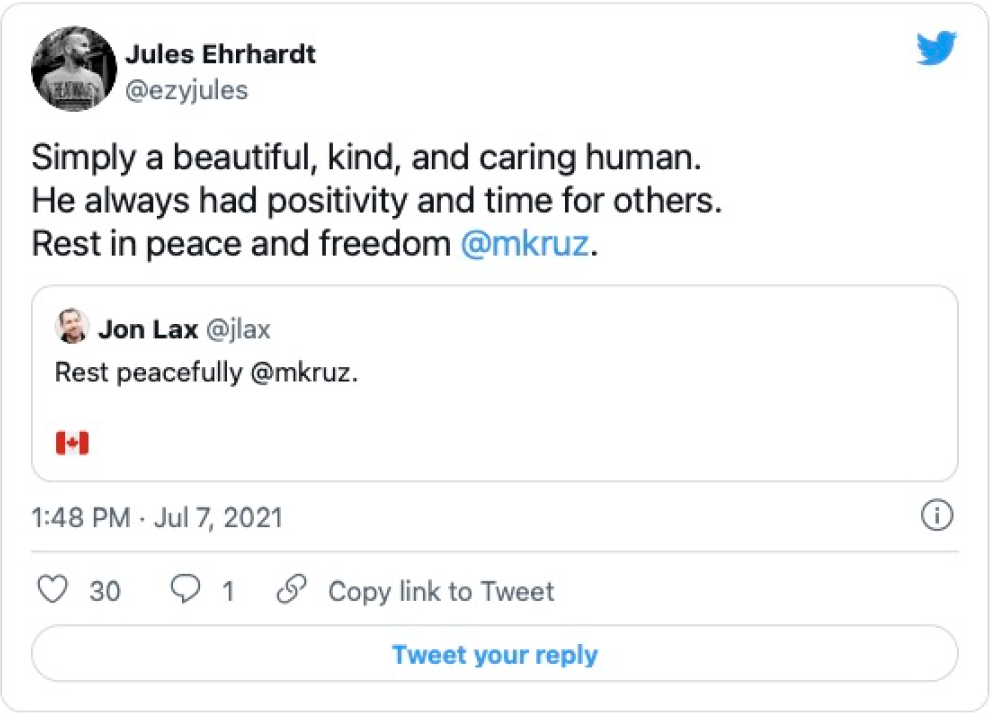 Jules Ehrhardt
@ezyjules
Simply a beautiful, kind, and caring human.
He always had positivity and time for others.
Rest in peace and freedom @mkruz.
Jon Lax @jlax
Rest peacefully @mkruz.
1:48 PM · Jul 7, 2021
30 1 Copy link to Tweet
Tweet your reply